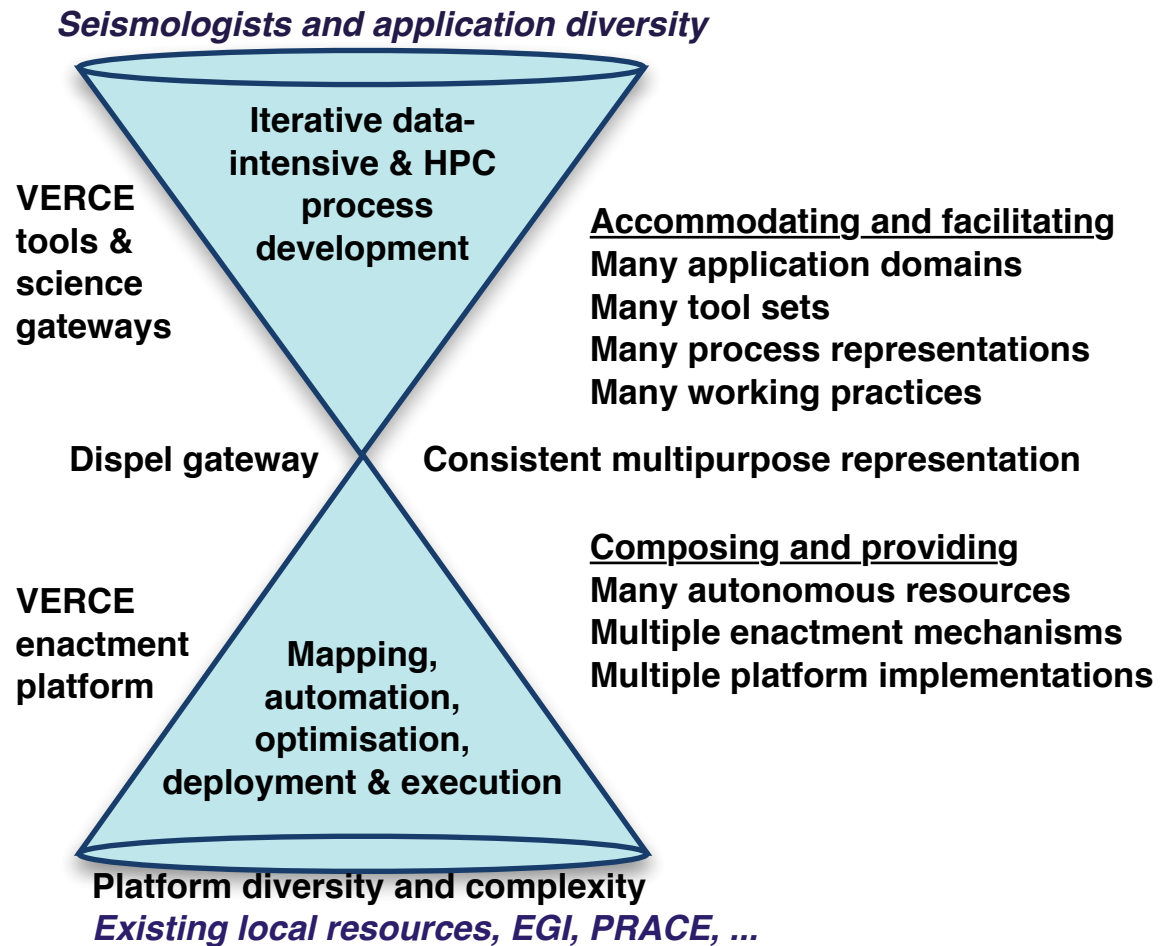 Seismologists and application diversity
Iterative data-
intensive & HPC
process
development
VERCE
tools &
science
gateways
Accommodating and facilitating
Many application domains
Many tool sets
Many process representations
Many working practices
Dispel gateway
Consistent multipurpose representation
Composing and providing
Many autonomous resources
Multiple enactment mechanisms
Multiple platform implementations
VERCE
enactment
platform
Mapping,
automation,
optimisation,
deployment & execution
Platform diversity and complexity
Existing local resources, EGI, PRACE, ...